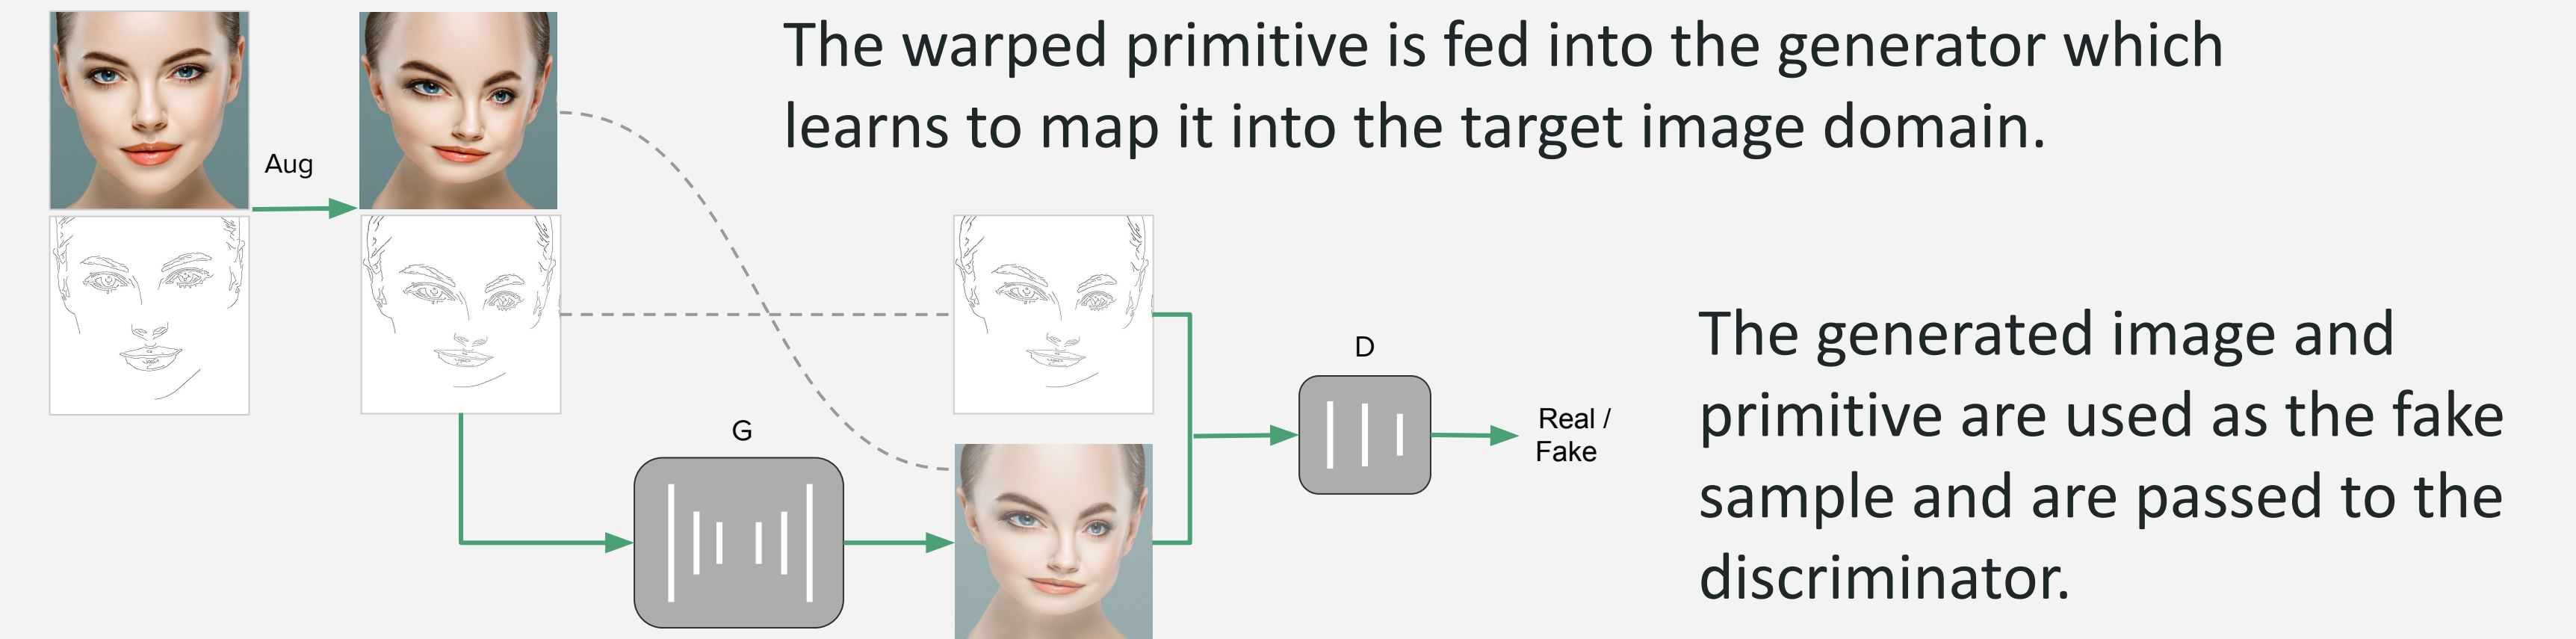 The warped primitive is fed into the generator which
learns to map it into the target image domain.
Aug
G
D
Real /
Fake
The generated image and
primitive are used as the fake
sample and are passed to the
discriminator.